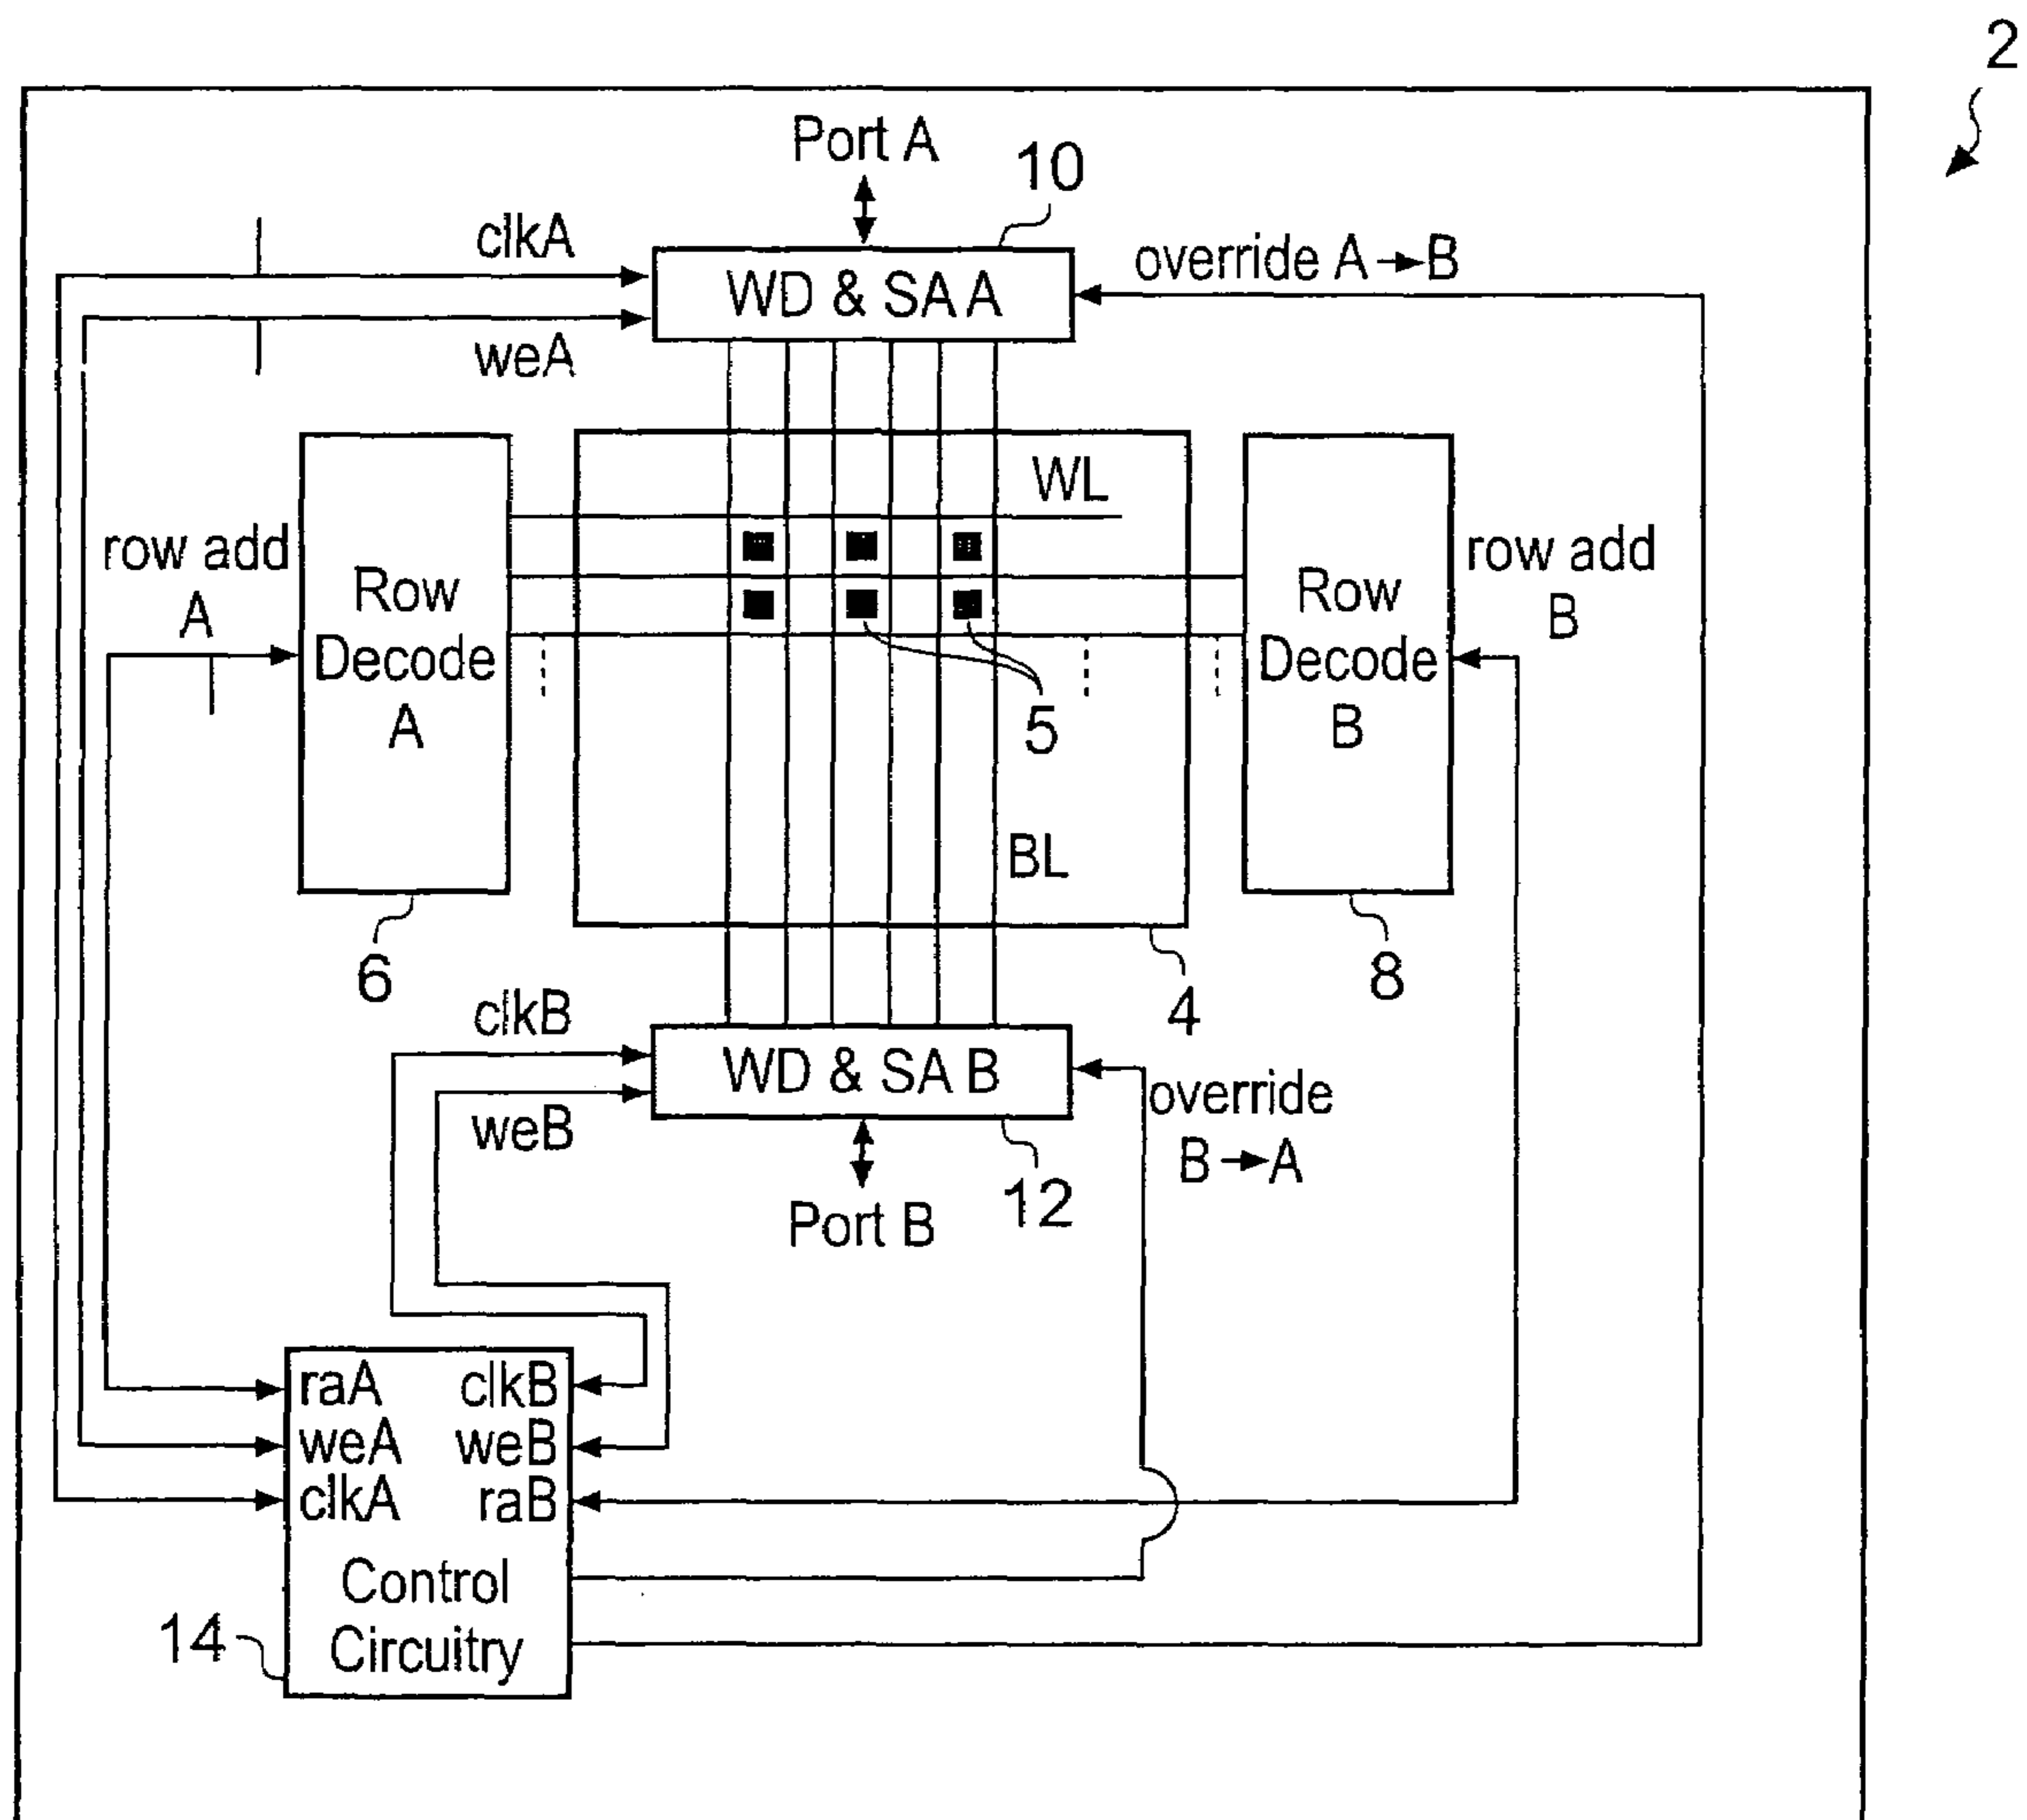 2
Port A
10
clkA
WD & SA A
override A→B
weA
WL
row add
A
Row
Decode
A
Row
Decode
B
row add
B
5
BL
6
4
8
clkB
WD & SA B
weB
override
B→A
12
Port B
raA
clkB
weA
weB
clkA
raB
Control
Circuitry
14